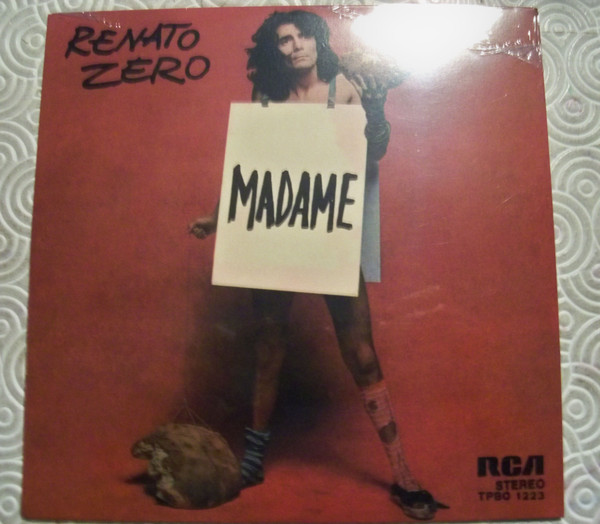 RENATO
ZERO
MADAME
RCA
STEREO
TPBO 1223